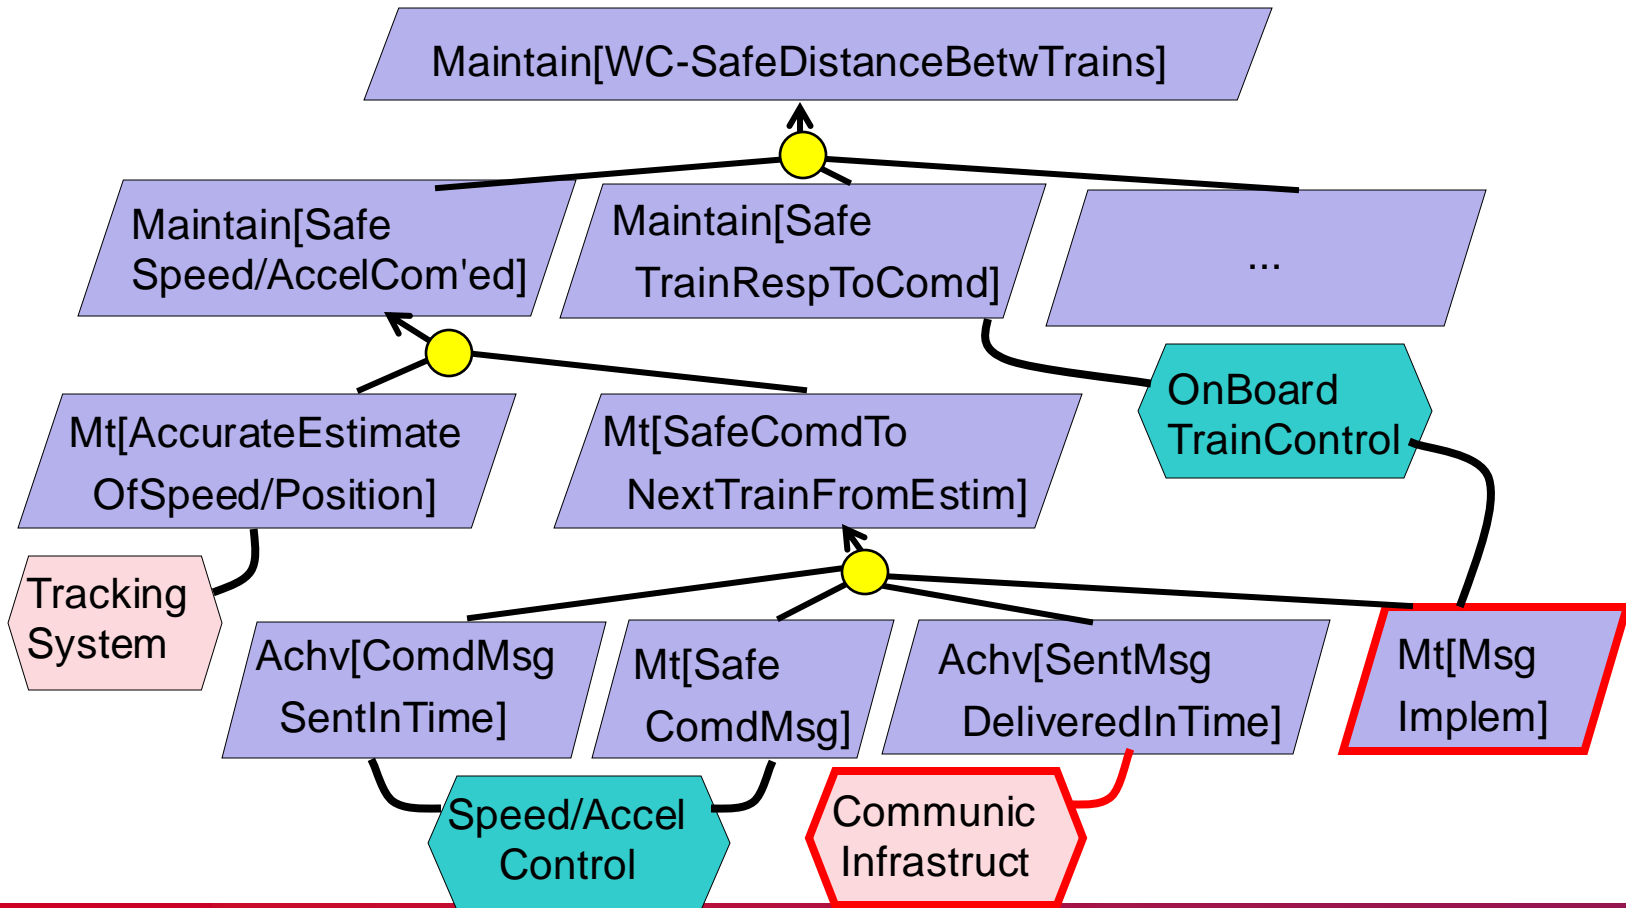 Maintain[WC-SafeDistanceBetwTrains]
Maintain[Safe
Speed/AccelCom'ed]
Maintain[Safe
TrainRespToComd]
...
OnBoard
TrainControl
Mt[AccurateEstimate
OfSpeed/Position]
Mt[SafeComdTo
NextTrainFromEstim]
Tracking
System
Achv[ComdMsg
SentInTime]
Mt[Safe
ComdMsg]
Achv[SentMsg
DeliveredInTime]
Mt[Msg
Implem]
Speed/Accel
Control
Communic
Infrastruct